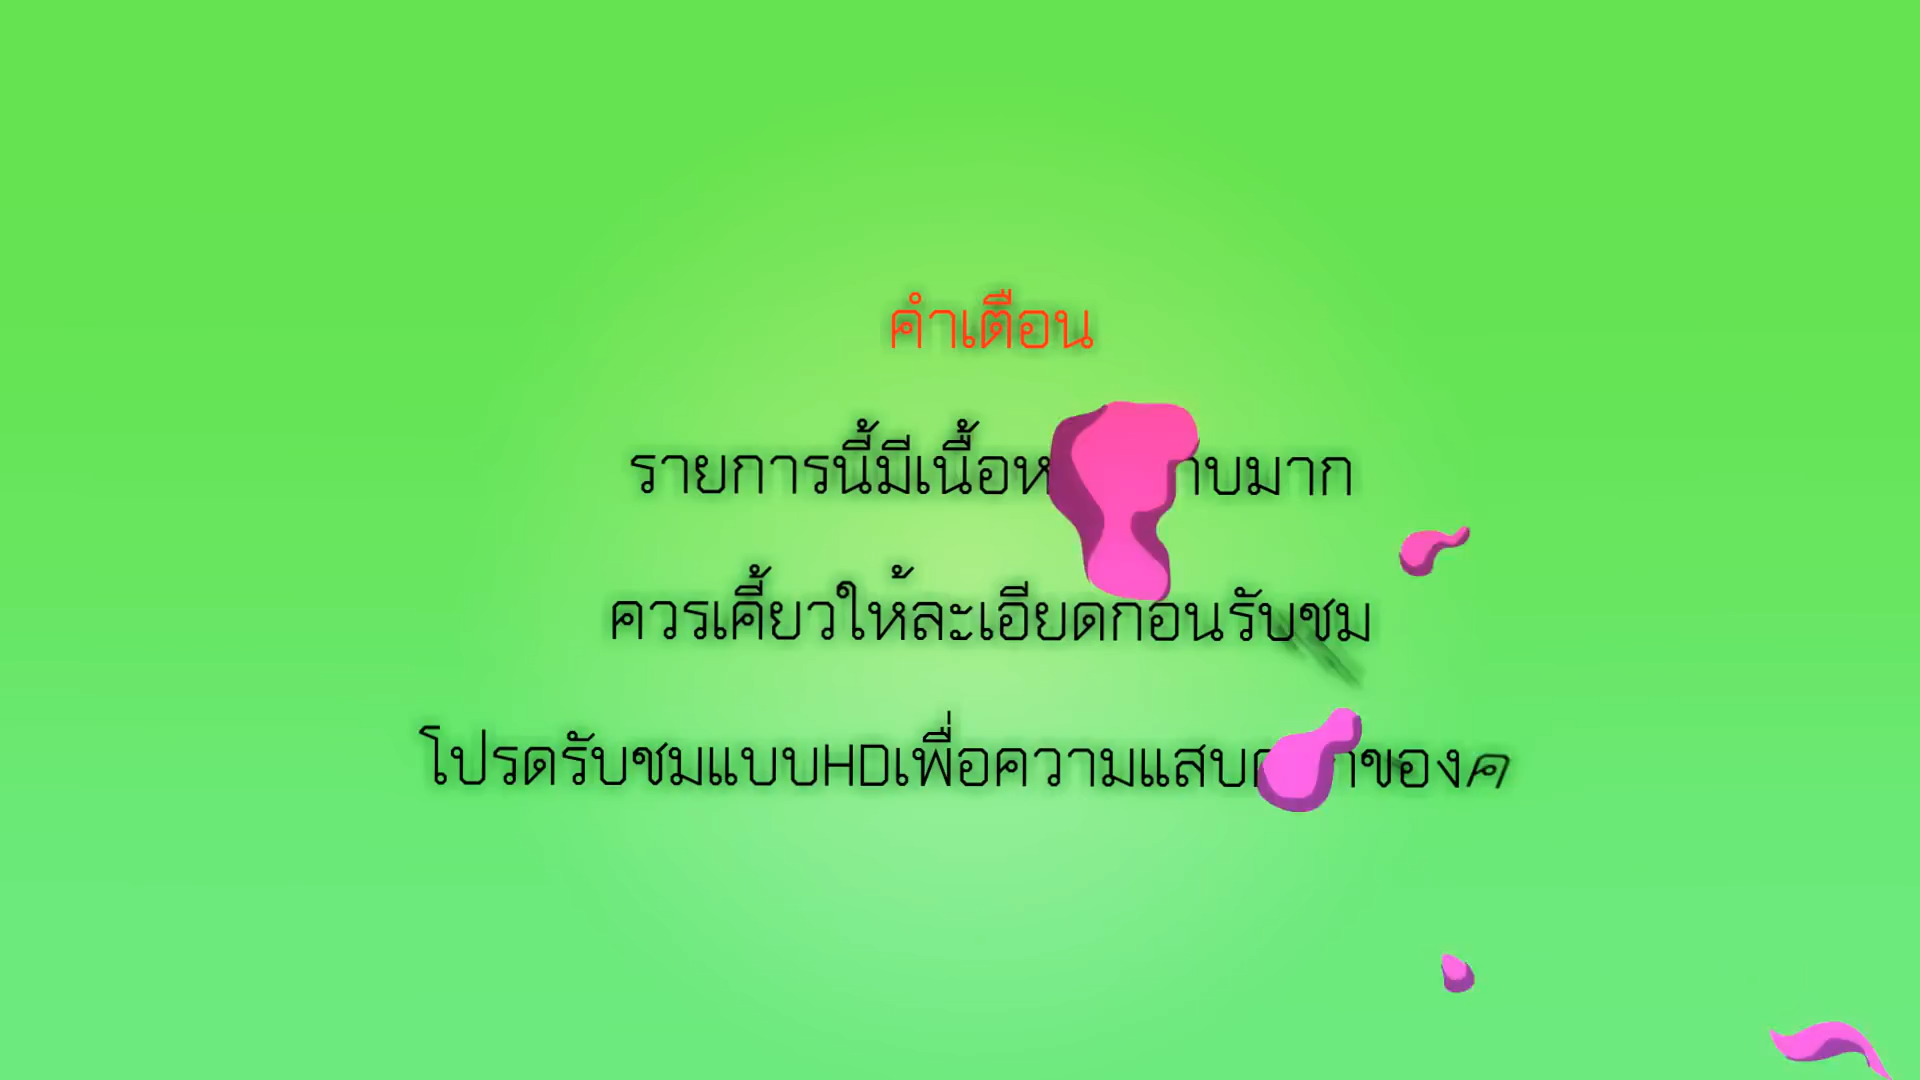 คำเตือน
รายการนี้มีเนื้อห าบมาก
ควรเคี้ยวให้ละเอียดก่อนรับชม
โปรดรับชมแบบHDเพื่อความแสบ าของค